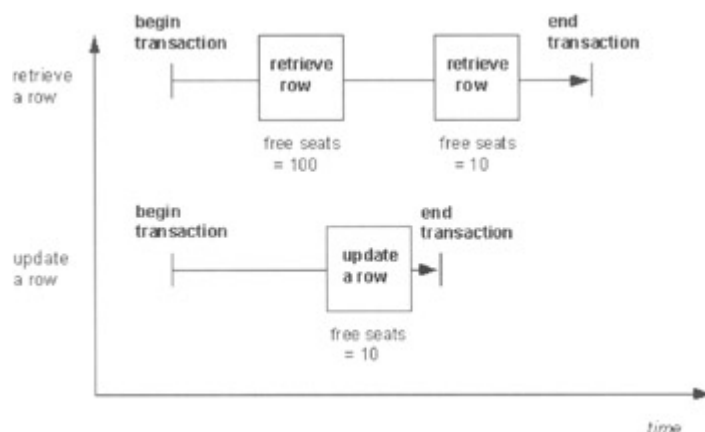 begin
transaction
end
transaction
retrieve
a row
retrieve
row
retrieve
row
free seats
= 100
free seats
= 10
begin
transaction
end
transaction
update
a row
update
a row
free seats
= 10
time